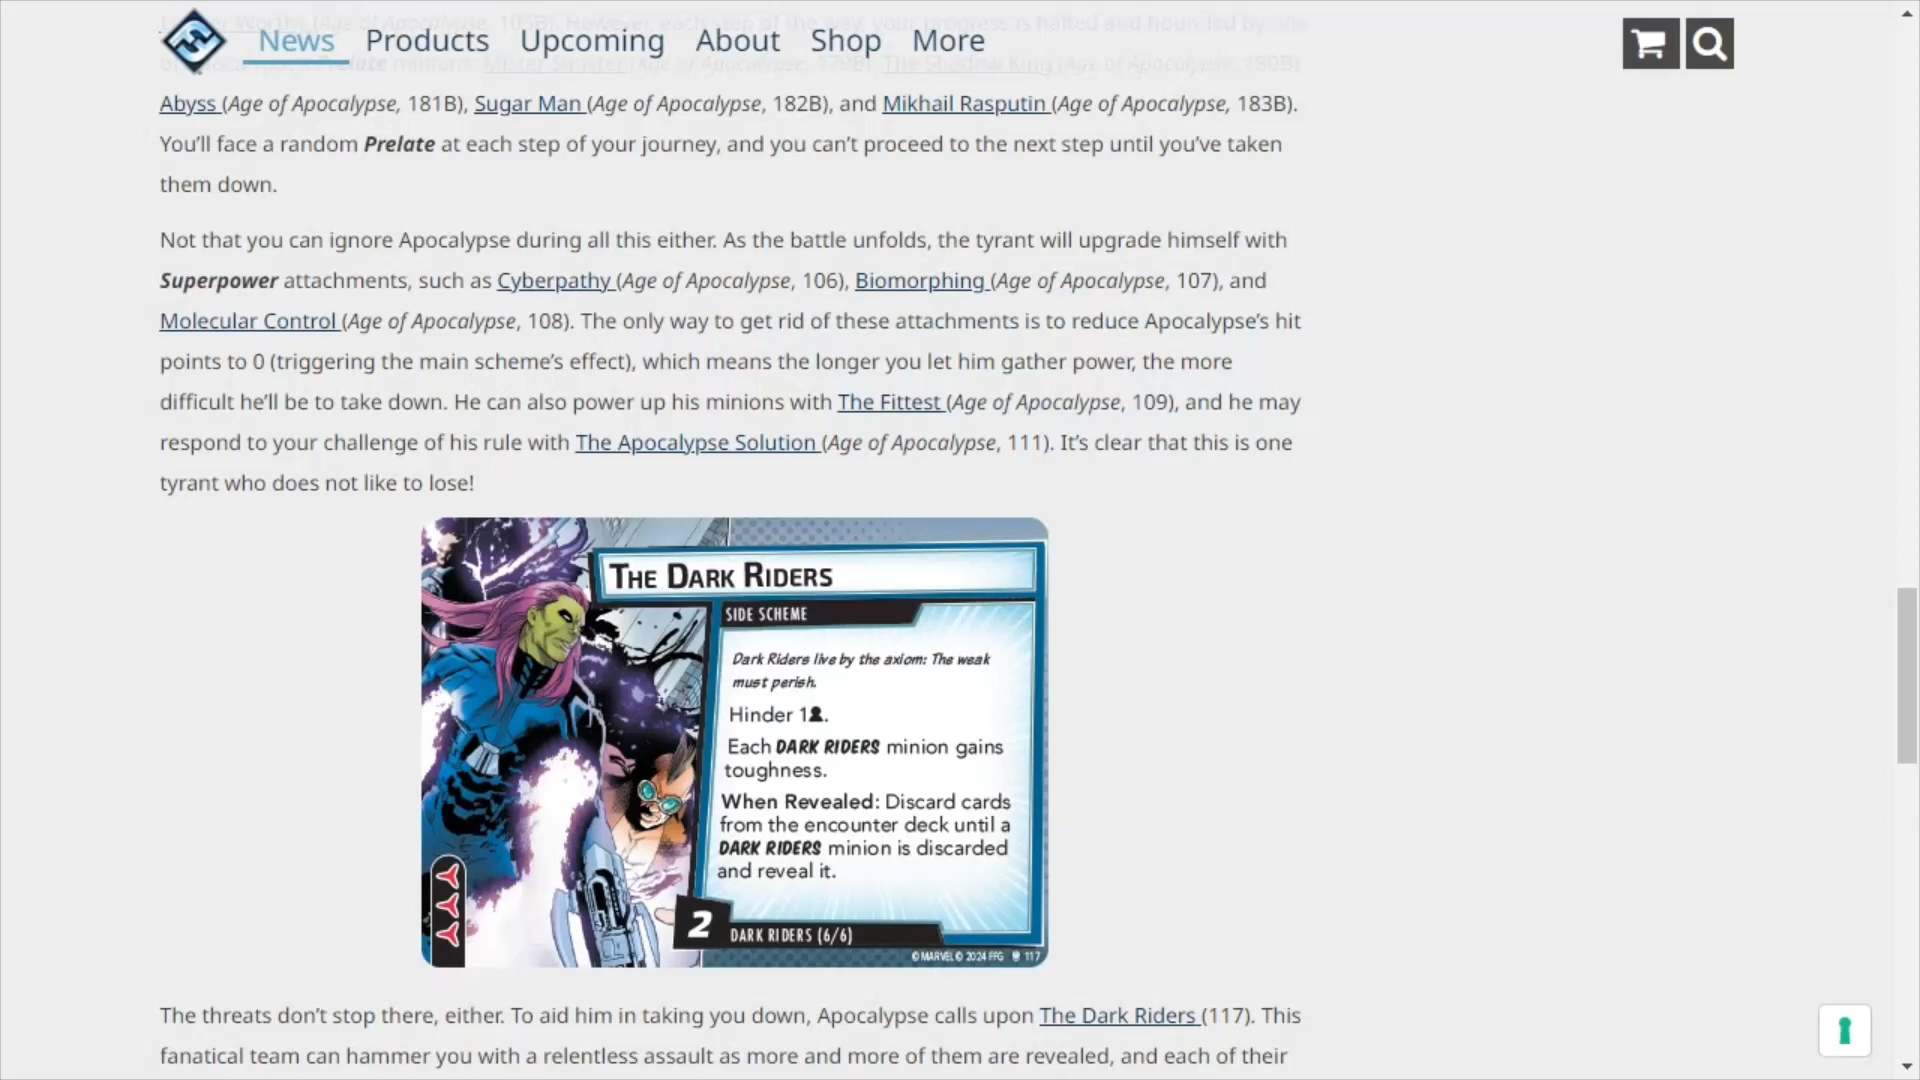 News Products Upcoming About Shop More
Abyss (Age of Apocalypse, 181B), Sugar Man (Age of Apocalypse, 182B), and Mikhail Rasputin (Age of Apocalypse, 183B).
You'll face a random Prelate at each step of your journey, and you can't proceed to the next step until you've taken
them down.
Not that you can ignore Apocalypse during all this either. As the battle unfolds, the tyrant will upgrade himself with
Superpower attachments, such as Cyberpathy (Age of Apocalypse, 106), Biomorphing (Age of Apocalypse, 107), and
Molecular Control (Age of Apocalypse, 108). The only way to get rid of these attachments is to reduce Apocalypse's hit
points to 0 (triggering the main scheme's effect), which means the longer you let him gather power, the more
difficult he'll be to take down. He can also power up his minions with The Fittest (Age of Apocalypse, 109), and he may
respond to your challenge of his rule with The Apocalypse Solution (Age of Apocalypse, 111). It's clear that this is one
tyrant who does not like to lose!
THE DARK RIDERS
SIDE SCHEME
Dark Riders live by the axiom: The weak
must perish.
Hinder 1.
Each DARK RIDERS minion gains
toughness.
When Revealed: Discard cards
from the encounter deck until a
DARK RIDERS minion is discarded
and reveal it.
2
DARK RIDERS (6/6)
© MARVEL © 2024 FFG 117
The threats don't stop there, either. To aid him in taking you down, Apocalypse calls upon The Dark Riders (117). This
fanatical team can hammer you with a relentless assault as more and more of them are revealed, and each of their